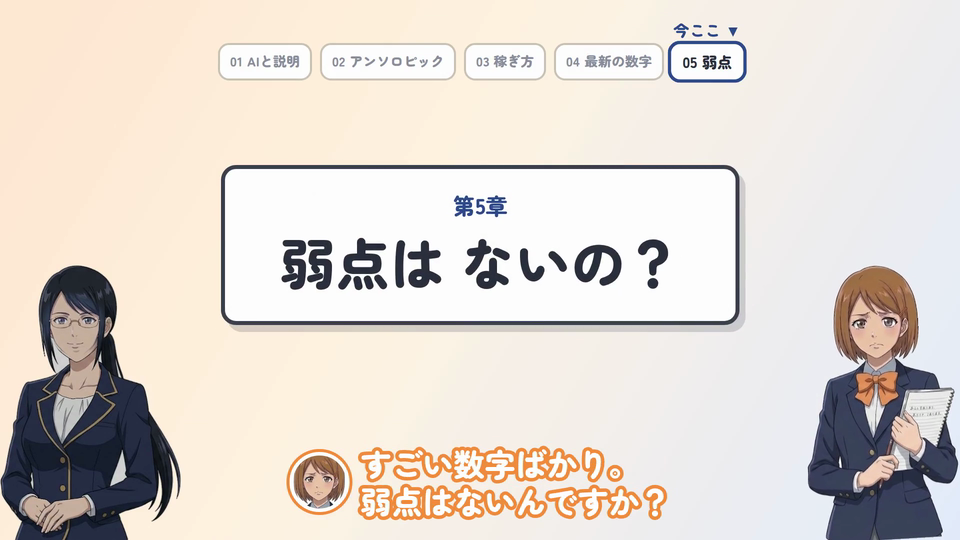 今ここ ▼
01 AIと説明
02 アンソロピック
03 稼ぎ方
04 最新の数字
05 弱点
第5章
弱点は ないの？
すごい数字ばかり。
弱点はないんですか？